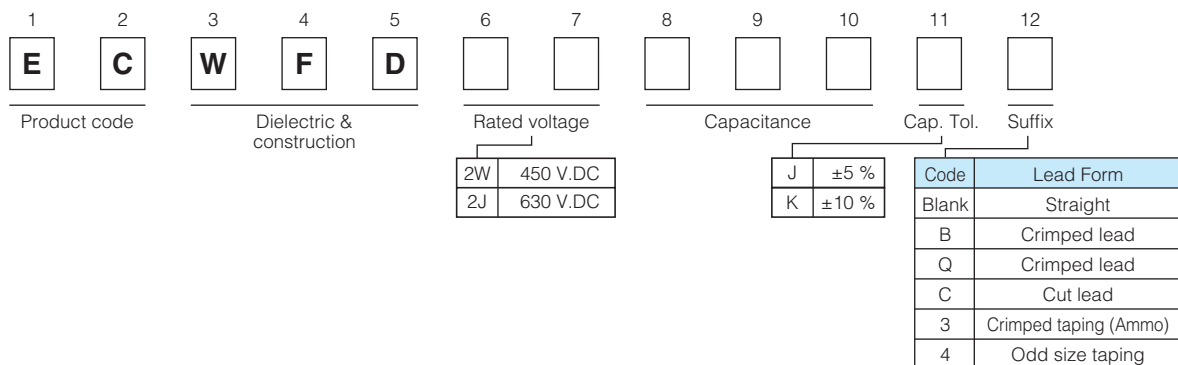 1 2 3 4 5 6 7 8 9 10 11 12
E C W F D
Product code Dielectric & construction Rated voltage Capacitance Cap. Tol. Suffix
2W 450 V.DC
2J 630 V.DC
J ±5 %
K ±10 %
Code Lead Form
Blank Straight
B Crimped lead
Q Crimped lead
C Cut lead
3 Crimped taping (Ammo)
4 Odd size taping